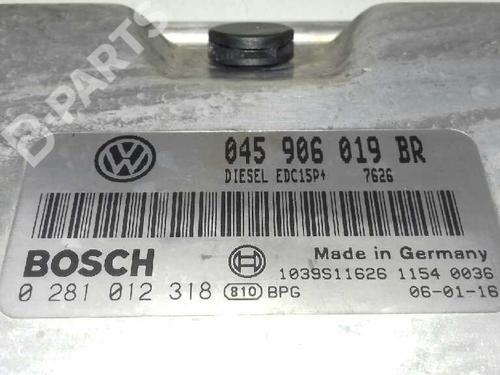 D-PARTS
045 906 019 BR
DIESEL EDC15P+ 7626
BOSCH
Made in Germany
1039S11626 1154 0036
0 281 012 318 810 BPG 06-01-16